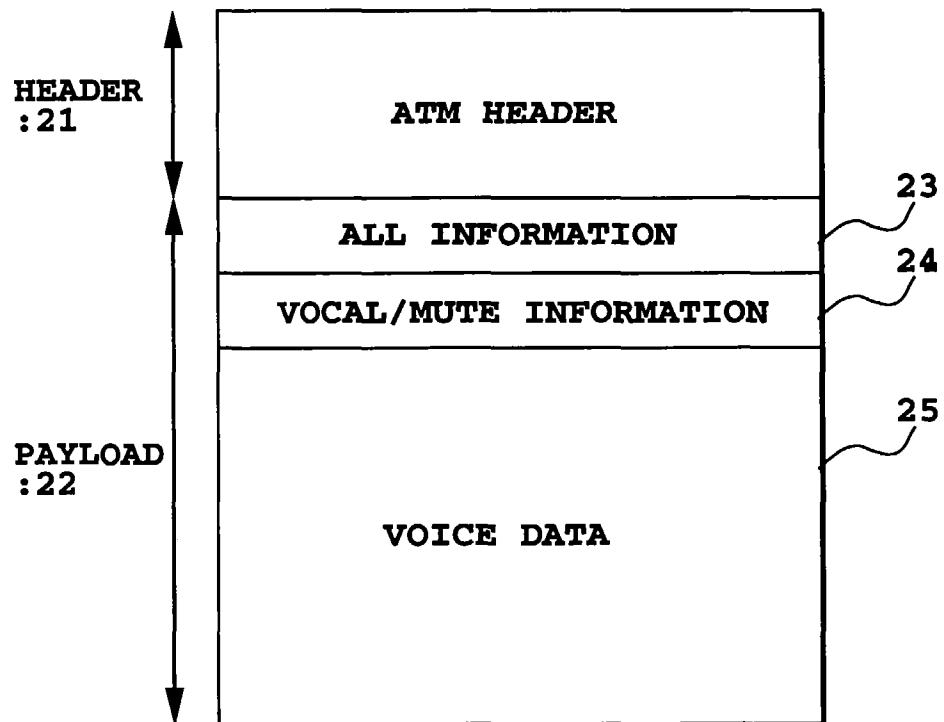 HEADER
:21
ATM HEADER
23
ALL INFORMATION
24
VOCAL/MUTE INFORMATION
25
PAYLOAD
:22
VOICE DATA